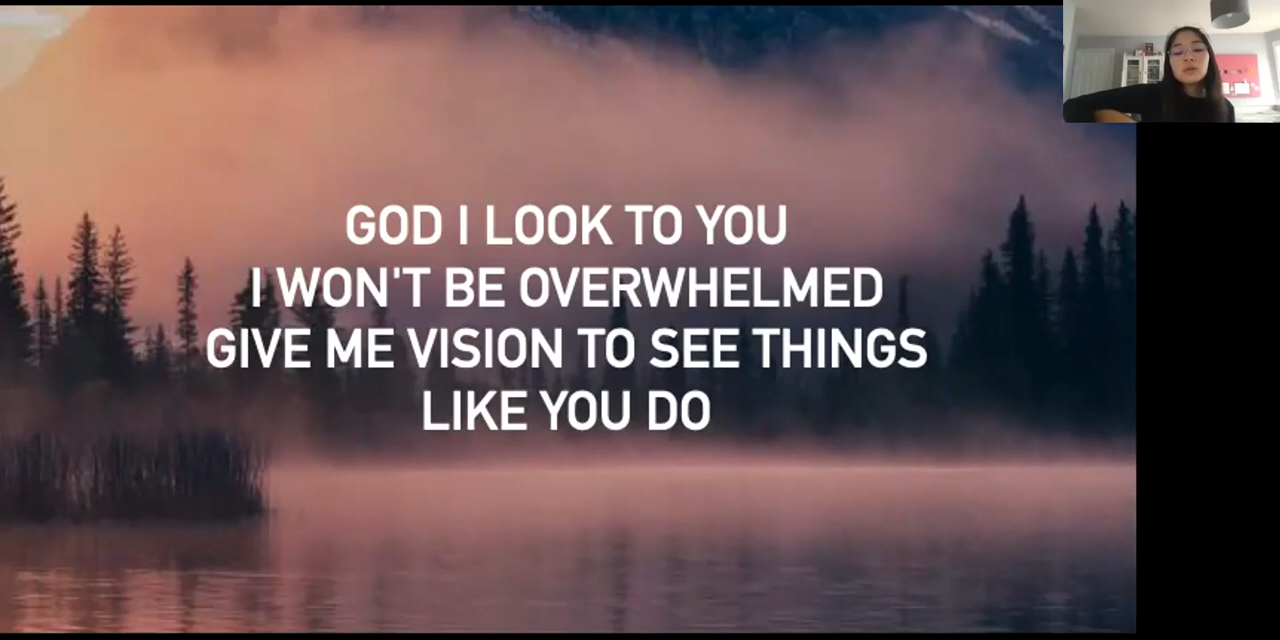 GOD I LOOK TO YOU
I WON'T BE OVERWHELMED
GIVE ME VISION TO SEE THINGS
LIKE YOU DO